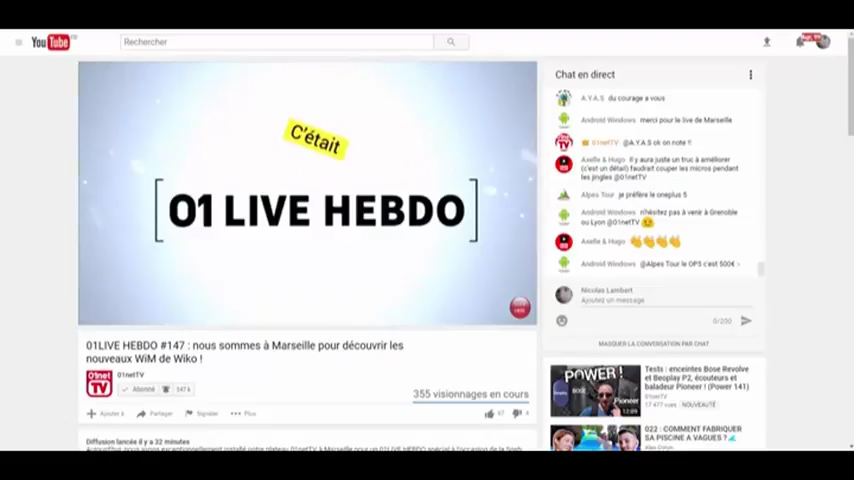 YouTube
Rechercher
C'était
[01 LIVE HEBDO]
01LIVE HEBDO #147 : nous sommes à Marseille pour découvrir les
nouveaux WiM de Wiko !
01netTV
Abonné 147 k
355 visionnages en cours
Ajouter à Partager Signaler ••• Plus
67 4
Diffusion lancée il y a 32 minutes
Chat en direct
A.Y.A.S du courage a vous
Android Windows merci pour le live de Marseille
01netTV @A.Y.A.S ok on note !!
Axelle & Hugo Il y aura juste un truc à améliorer
(c'est un détail) faudrait couper les micros pendant
les jingles @01netTV
Alpes Tour je préfère le oneplus 5
Android Windows n'hésitez pas à venir à Grenoble
ou Lyon @01netTV
Axelle & Hugo
Android Windows @Alpes Tour le OP5 c'est 500€
Nicolas Lambert
Ajoutez un message...
0/200
MASQUER LA CONVERSATION PAR CHAT
POWER !
BOSE
Pioneer
12:09
Tests : enceintes Bose Revolve
et Beoplay P2, écouteurs et
baladeur Pioneer ! (Power 141)
01netTV
17 477 vues NOUVEAUTÉ
022 : COMMENT FABRIQUER
SA PISCINE A VAGUES ?